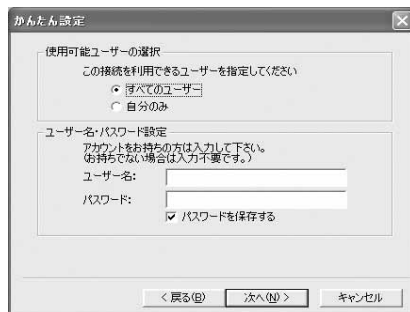 かんたん設定
使用可能ユーザーの選択
この接続を利用できるユーザーを指定してください
すべてのユーザー
自分のみ
ユーザー名・パスワード設定
アカウントをお持ちの方は入力して下さい。
(お持ちでない場合は入力不要です。)
ユーザー名:
パスワード:
パスワードを保存する
< 戻る(B) 次へ(N) > キャンセル